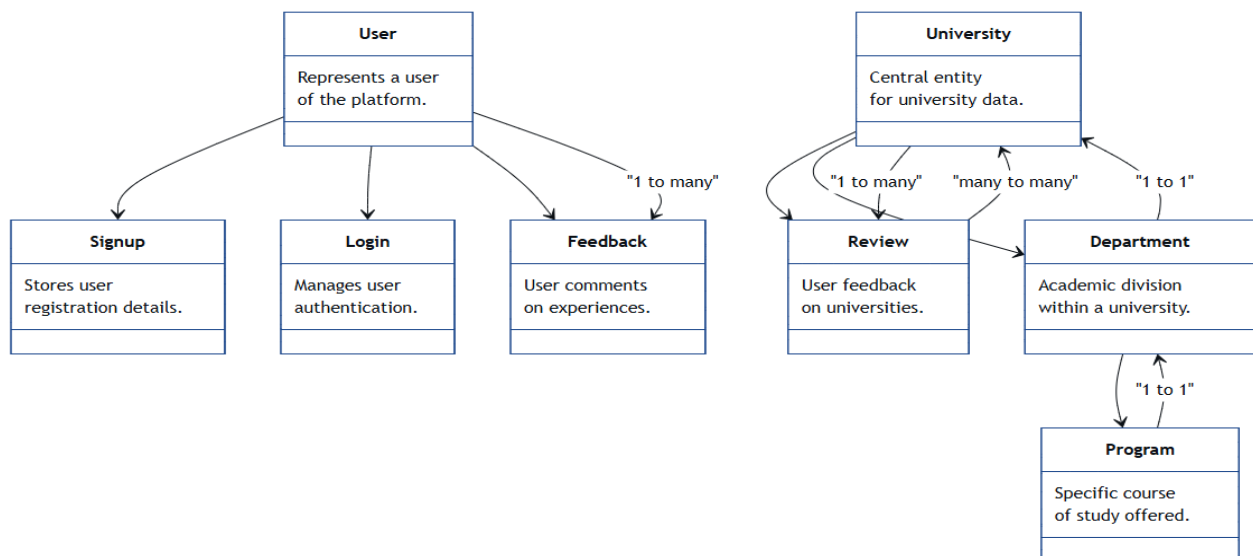 User
Represents a user
of the platform.
University
Central entity
for university data.
"1 to many"
"1 to many"
"many to many"
"1 to 1"
Signup
Stores user
registration details.
Login
Manages user
authentication.
Feedback
User comments
on experiences.
Review
User feedback
on universities.
Department
Academic division
within a university.
"1 to 1"
Program
Specific course
of study offered.